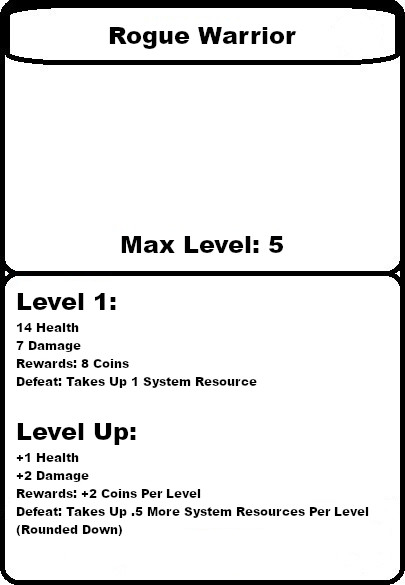 Rogue Warrior
Max Level: 5
Level 1:
14 Health
7 Damage
Rewards: 8 Coins
Defeat: Takes Up 1 System Resource
Level Up:
+1 Health
+2 Damage
Rewards: +2 Coins Per Level
Defeat: Takes Up .5 More System Resources Per Level
(Rounded Down)